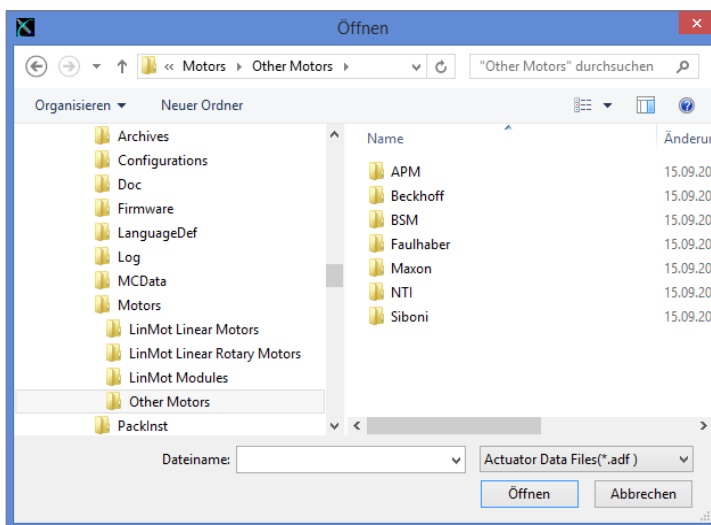 Öffnen
« Motors Other Motors
"Other Motors" durchsuchen
Organisieren
Neuer Ordner
Archives
Configurations
Doc
Firmware
LanguageDef
Log
MCData
Motors
LinMot Linear Motors
LinMot Linear Rotary Motors
LinMot Modules
Other Motors
PackInst
Name
Änderu
APM
15.09.20
Beckhoff
15.09.20
BSM
15.09.20
Faulhaber
15.09.20
Maxon
15.09.20
NTI
15.09.20
Siboni
15.09.20
Dateiname:
Actuator Data Files(*.adf )
Öffnen
Abbrechen